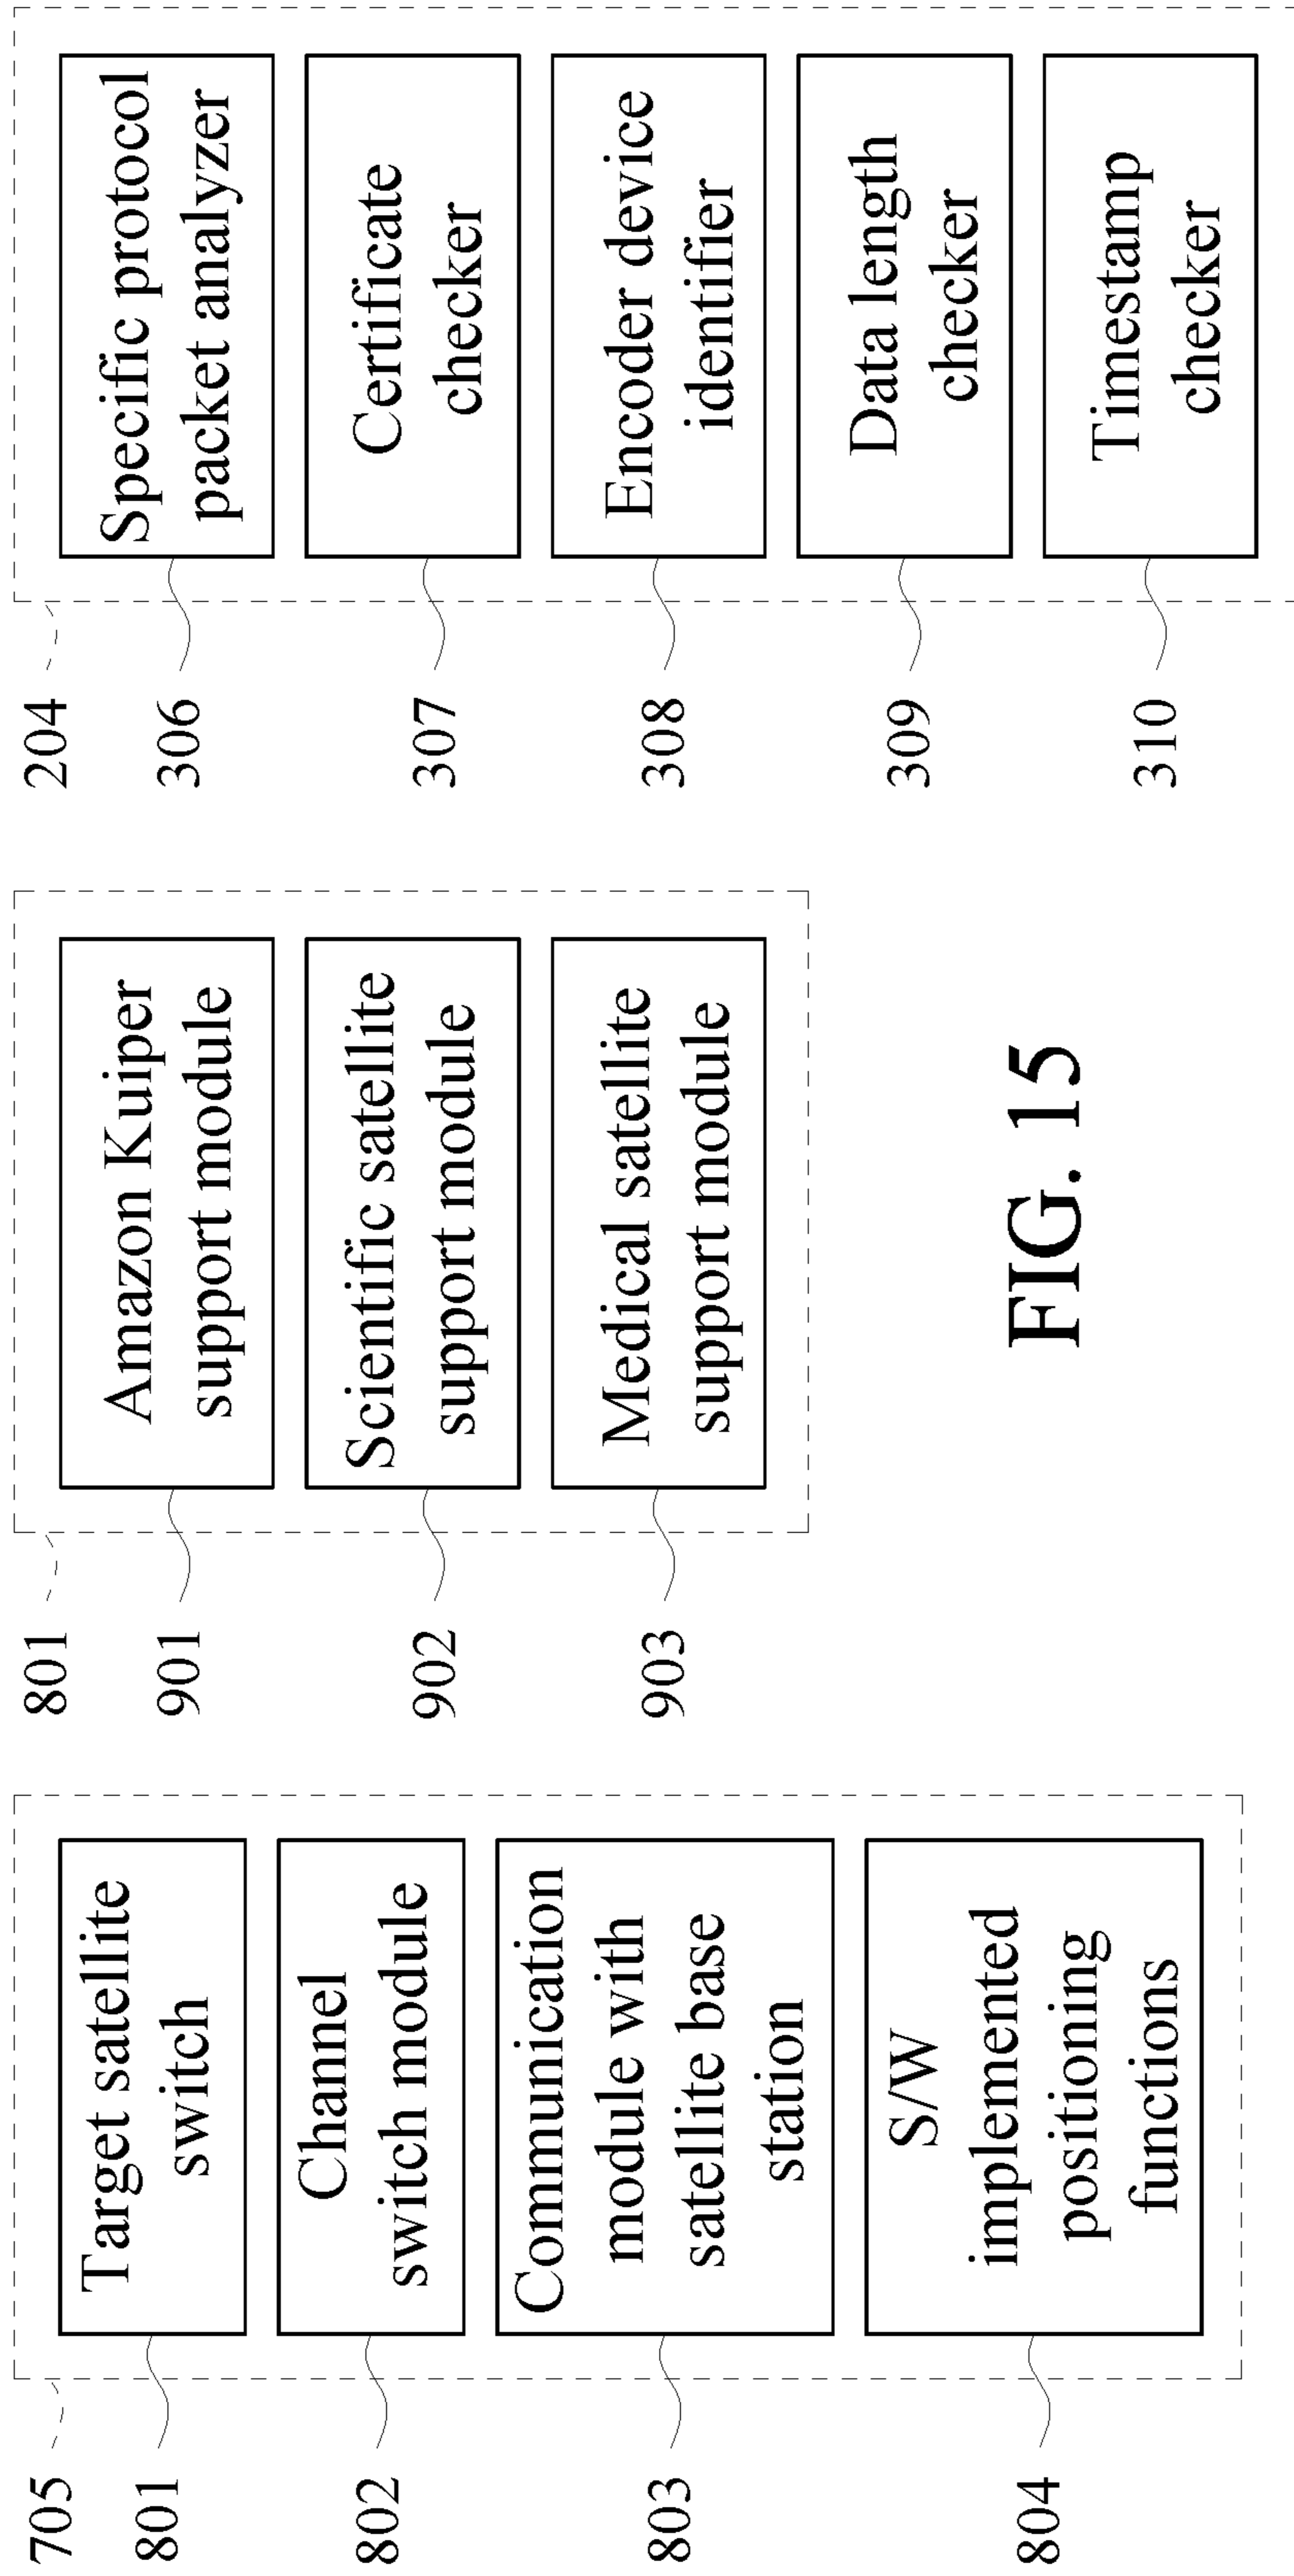 705
801
Target satellite
switch
802
Channel
switch module
803
Communication
module with
satellite base
station
804
S/W
implemented
positioning
functions
801
901
Amazon Kuiper
support module
902
Scientific satellite
support module
903
Medical satellite
support module
204
306
Specific protocol
packet analyzer
307
Certificate
checker
308
Encoder device
identifier
309
Data length
checker
310
Timestamp
checker
FIG. 15